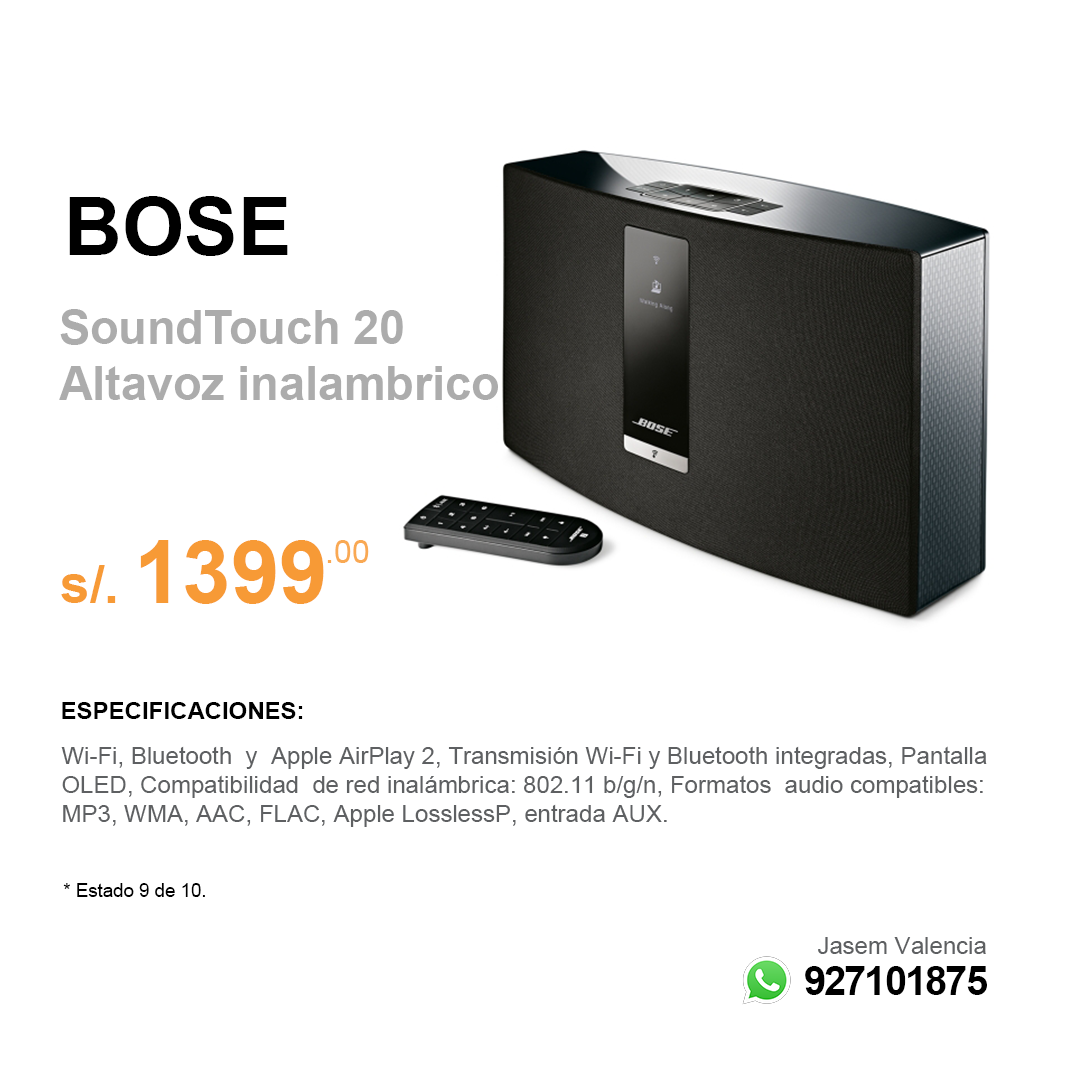 BOSE
SoundTouch 20
Altavoz inalambrico
BOSE
s/. 1399.00
ESPECIFICACIONES:
Wi-Fi, Bluetooth y Apple AirPlay 2, Transmisión Wi-Fi y Bluetooth integradas, Pantalla
OLED, Compatibilidad de red inalámbrica: 802.11 b/g/n, Formatos audio compatibles:
MP3, WMA, AAC, FLAC, Apple LosslessP, entrada AUX.
* Estado 9 de 10.
Jasem Valencia
927101875